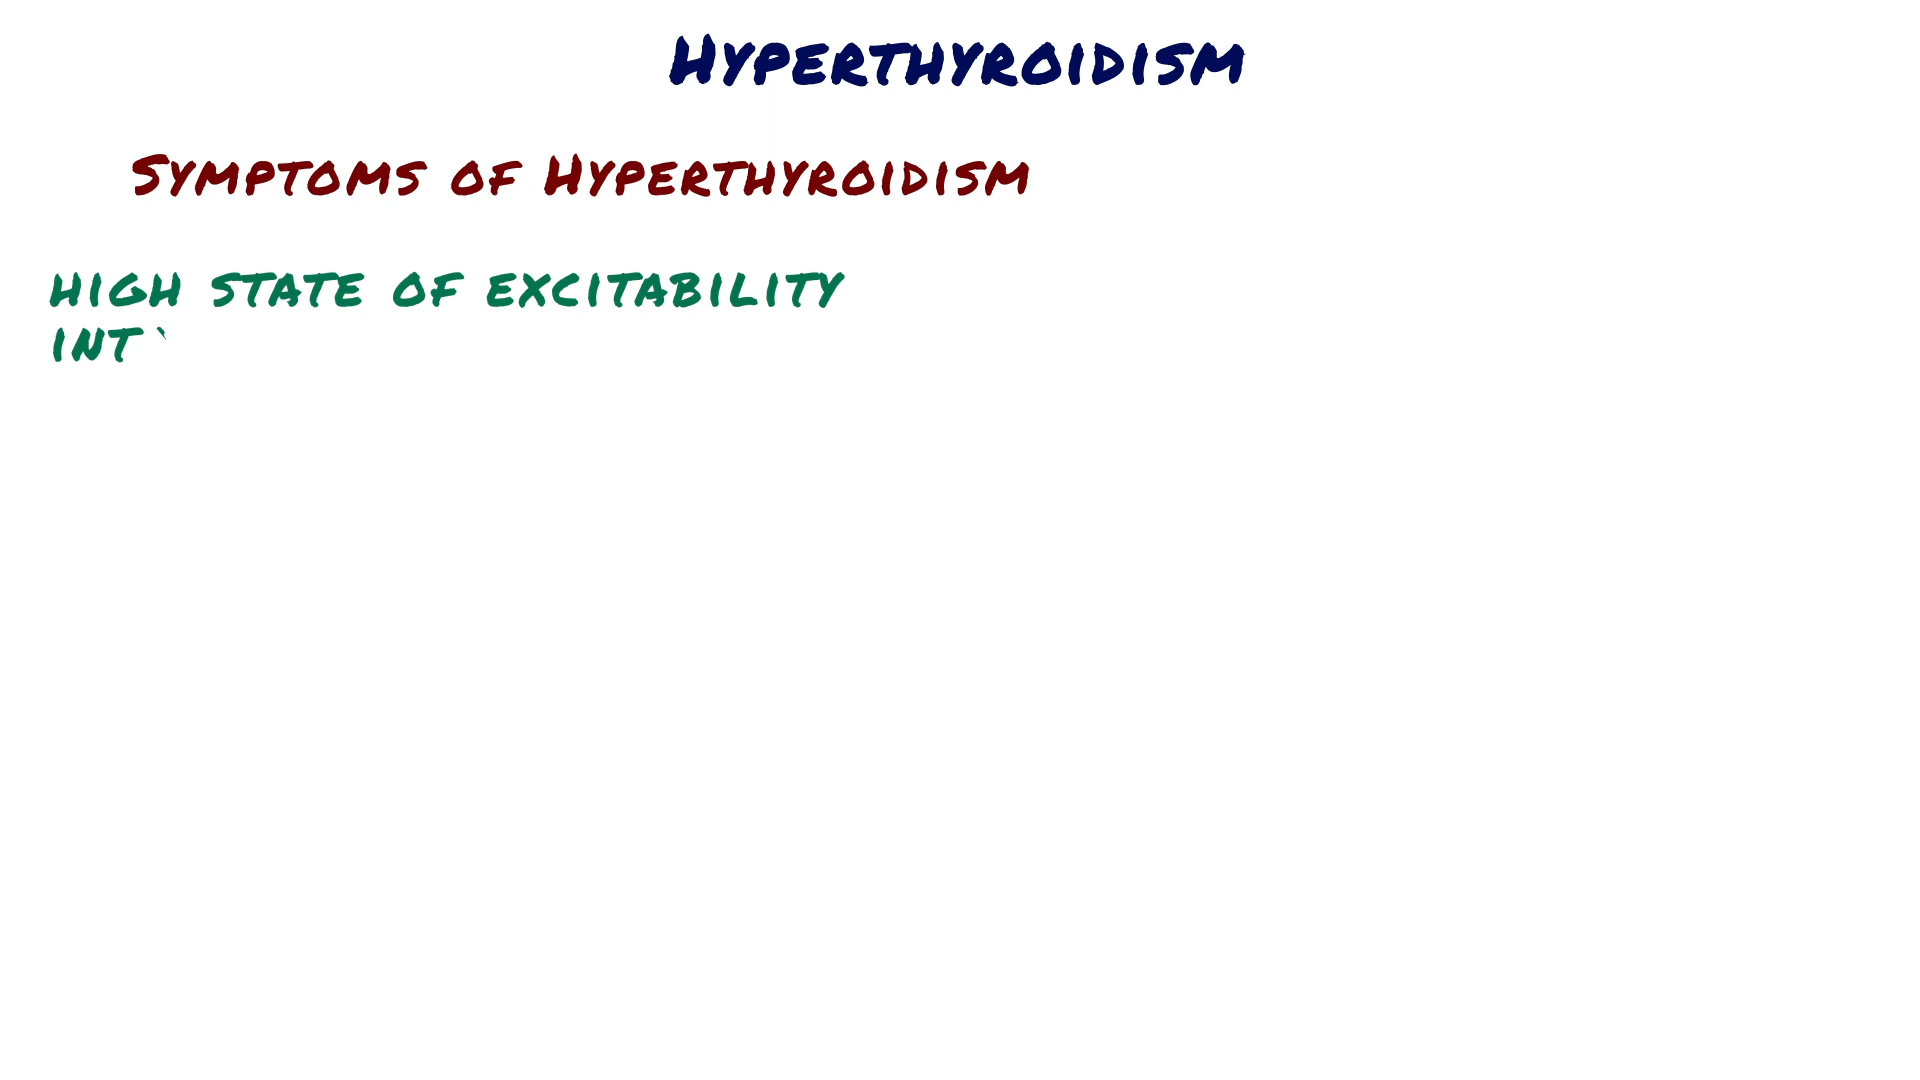 Hyperthyroidism
Symptoms of Hyperthyroidism
high state of excitability
int